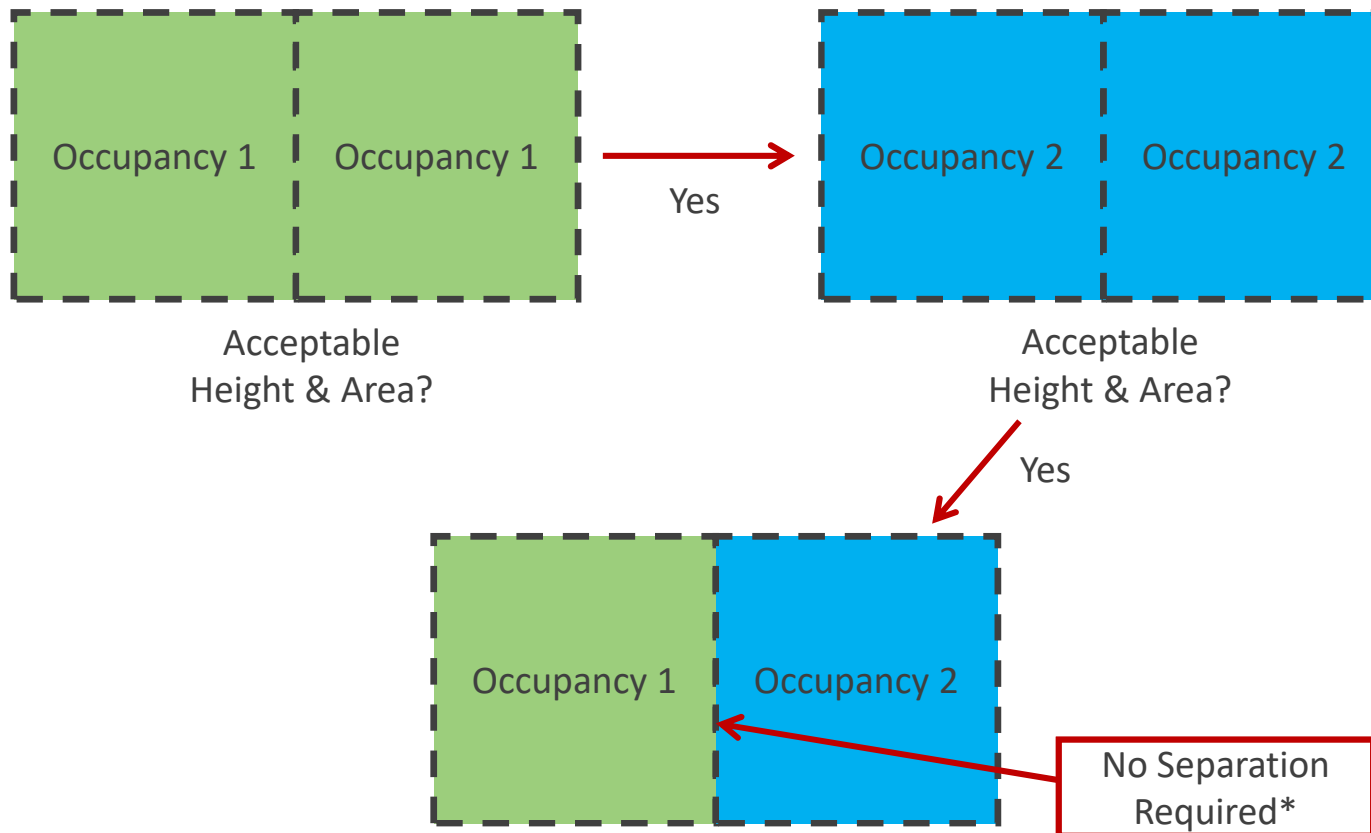 Occupancy 1
Occupancy 1
Yes
Occupancy 2
Occupancy 2
Acceptable
Height & Area?
Acceptable
Height & Area?
Yes
Occupancy 1
Occupancy 2
No Separation
Required*